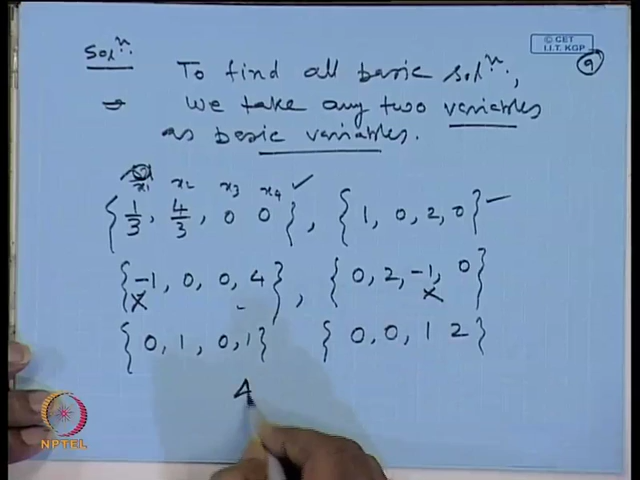 © CET
I.I.T. KGP
Solⁿ. 9
To find all basic solⁿ.,
⇒ We take any two variables
as basic variables.
x1 x2 x3 x4 ✓
{1/3, 4/3, 0 0}, {1, 0, 2, 0}
{-1, 0, 0, 4}, {0, 2, -1, 0}
X X
{0, 1, 0, 1} {0, 0, 1 2}
4
NPTEL